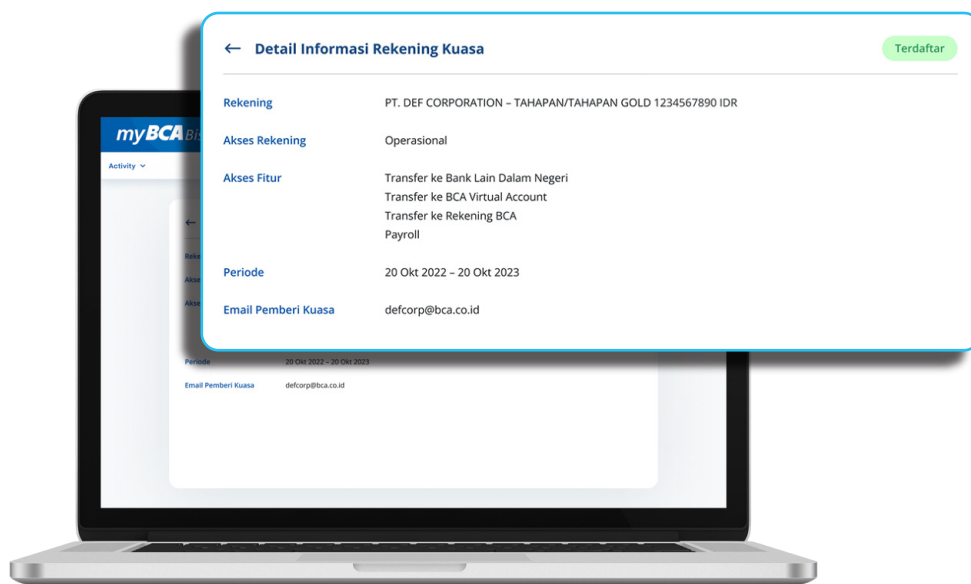 ← Detail Informasi Rekening Kuasa
Terdaftar
Rekening PT. DEF CORPORATION – TAHAPAN/TAHAPAN GOLD 1234567890 IDR
Akses Rekening Operasional
Akses Fitur Transfer ke Bank Lain Dalam Negeri
Transfer ke BCA Virtual Account
Transfer ke Rekening BCA
Payroll
Periode 20 Okt 2022 – 20 Okt 2023
Email Pemberi Kuasa defcorp@bca.co.id
myBCA
Activity
Periode 20 Okt 2022 – 20 Okt 2023
Email Pemberi Kuasa defcorp@bca.co.id